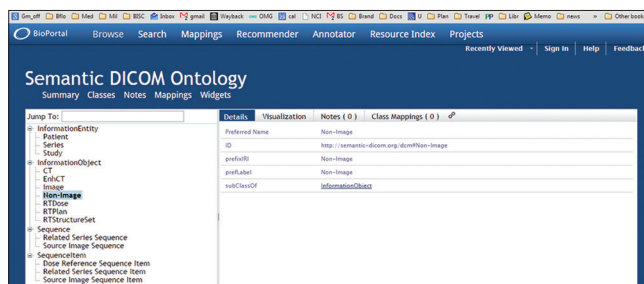 Gm_off Bflo Med Mil BISC Inbox gmail Wayback OMG cal NCI BS Brand Docs U Plan Travel PP Libr Memo news » Other book
BioPortal Browse Search Mappings Recommender Annotator Resource Index Projects
Recently Viewed Sign In Help Feedback
Semantic DICOM Ontology
Summary Classes Notes Mappings Widgets
Jump To:
Details Visualization Notes ( 0 ) Class Mappings ( 0 )
InformationEntity
Patient
Series
Study
InformationObject
CT
EnhCT
Image
Non-Image
RTDose
RTPlan
RTStructureSet
Sequence
Related Series Sequence
Source Image Sequence
SequenceItem
Dose Reference Sequence Item
Related Series Sequence Item
Source Image Sequence Item
Preferred Name Non-Image
ID http://semantic-dicom.org/dcm#Non-Image
prefixIRI Non-Image
prefLabel Non-Image
subClassOf InformationObject